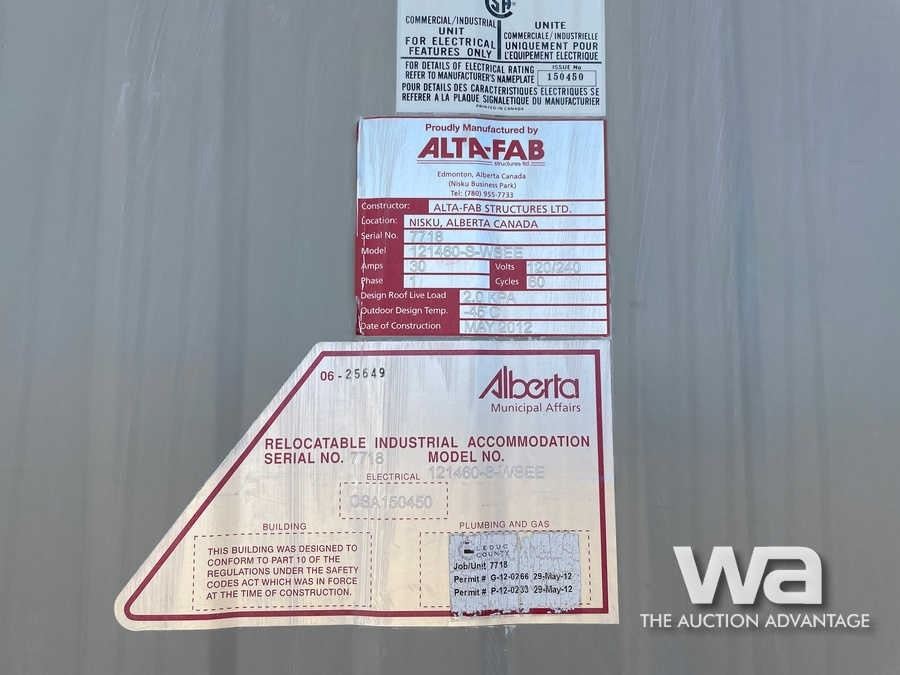 SA
COMMERCIAL/INDUSTRIAL
UNIT
FOR ELECTRICAL
FEATURES ONLY
UNITE
COMMERCIALE/INDUSTRIELLE
UNIQUEMENT POUR
L'EQUIPEMENT ELECTRIQUE
FOR DETAILS OF ELECTRICAL RATING
REFER TO MANUFACTURER'S NAMEPLATE
ISSUE No
150450
POUR DETAILS DES CARACTERISTIQUES ELECTRIQUES SE
REFERER A LA PLAQUE SIGNALETIQUE DU MANUFACTURIER
PRINTED IN CANADA
Proudly Manufactured by
ALTA-FAB
structures ltd.
Edmonton, Alberta Canada
(Nisku Business Park)
Tel: (780) 955-7733
Constructor: ALTA-FAB STRUCTURES LTD.
Location: NISKU, ALBERTA CANADA
Serial No. 7718
Model 121460-S-WSEE
Amps 30 Volts 120/240
Phase 1 Cycles 60
Design Roof Live Load 2.0 KPA
Outdoor Design Temp. -45 C
Date of Construction MAY 2012
06-25649
Alberta
Municipal Affairs
RELOCATABLE INDUSTRIAL ACCOMMODATION
SERIAL NO. 7718 MODEL NO.
121460-S-WSEE
ELECTRICAL
CSA150450
BUILDING
THIS BUILDING WAS DESIGNED TO
CONFORM TO PART 10 OF THE
REGULATIONS UNDER THE SAFETY
CODES ACT WHICH WAS IN FORCE
AT THE TIME OF CONSTRUCTION.
PLUMBING AND GAS
LEDUC
COUNTY
Job/Unit 7718
Permit # G-12-0266 29-May-12
Permit # P-12-0233 29-May-12
wa
THE AUCTION ADVANTAGE